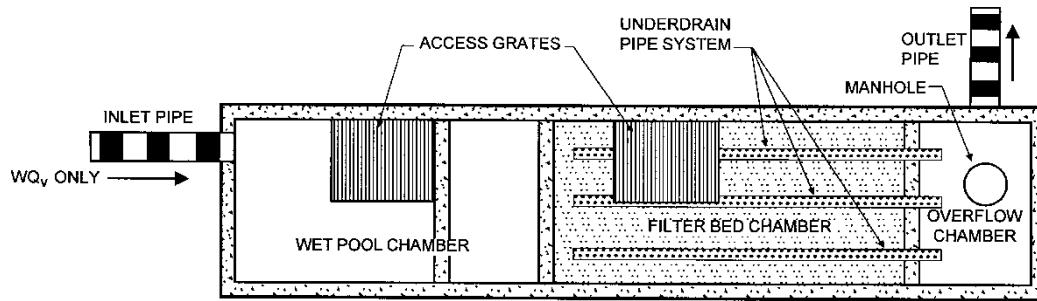 UNDERDRAIN
PIPE SYSTEM
ACCESS GRATES
OUTLET
PIPE
MANHOLE
INLET PIPE
WQv ONLY
WET POOL CHAMBER
FILTER BED CHAMBER
OVERFLOW
CHAMBER